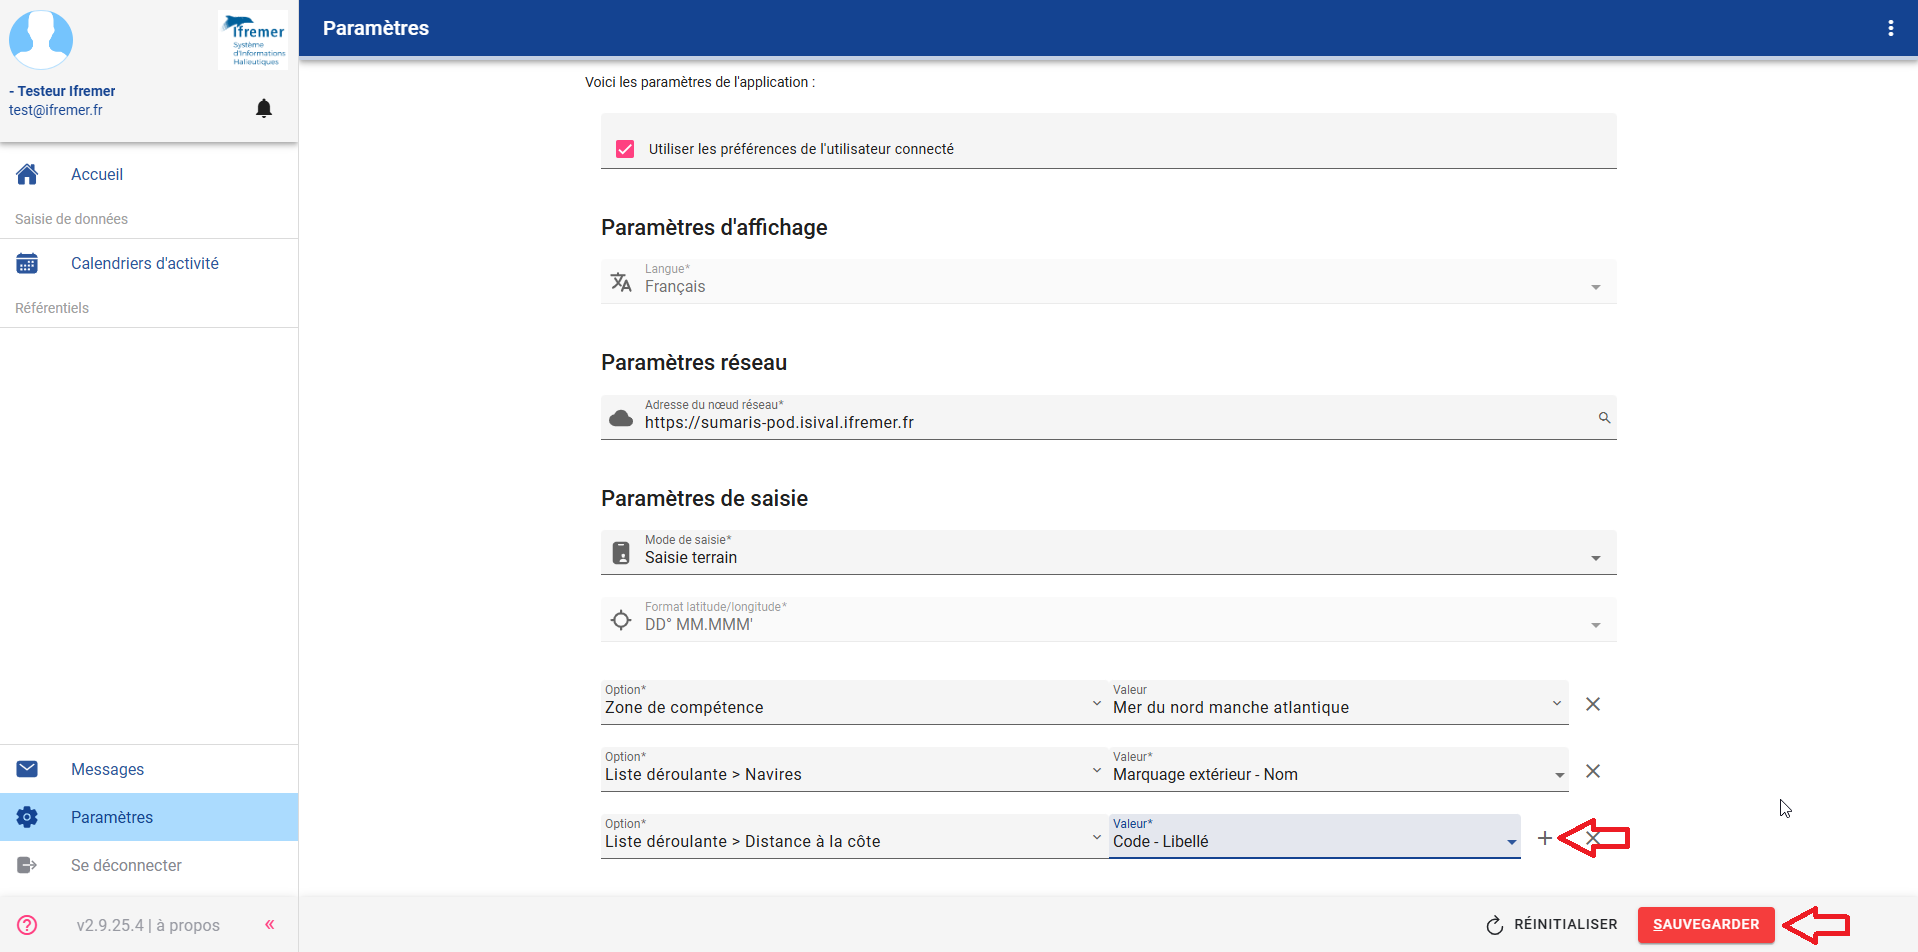 ifremer
Système
d'Informations
Halieutiques
- Testeur Ifremer
test@ifremer.fr
Accueil
Saisie de données
Calendriers d'activité
Référentiels
Messages
Paramètres
Se déconnecter
v2.9.25.4 | à propos
«
Paramètres
Voici les paramètres de l'application :
Utiliser les préférences de l'utilisateur connecté
Paramètres d'affichage
Langue*
Français
Paramètres réseau
Adresse du nœud réseau*
https://sumaris-pod.isival.ifremer.fr
Paramètres de saisie
Mode de saisie*
Saisie terrain
Format latitude/longitude*
DD° MM.MMM'
Option*
Zone de compétence
Valeur
Mer du nord manche atlantique
Option*
Liste déroulante > Navires
Valeur*
Marquage extérieur - Nom
Option*
Liste déroulante > Distance à la côte
Valeur*
Code - Libellé
RÉINITIALISER
SAUVEGARDER